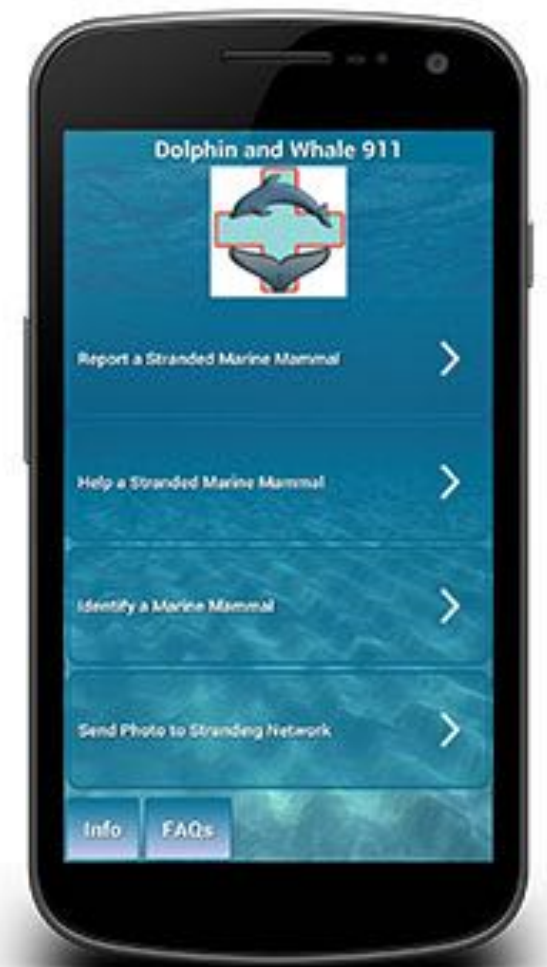 Dolphin and Whale 911
Report a Stranded Marine Mammal
Help a Stranded Marine Mammal
Identify a Marine Mammal
Send Photo to Stranding Network
Info
FAQs